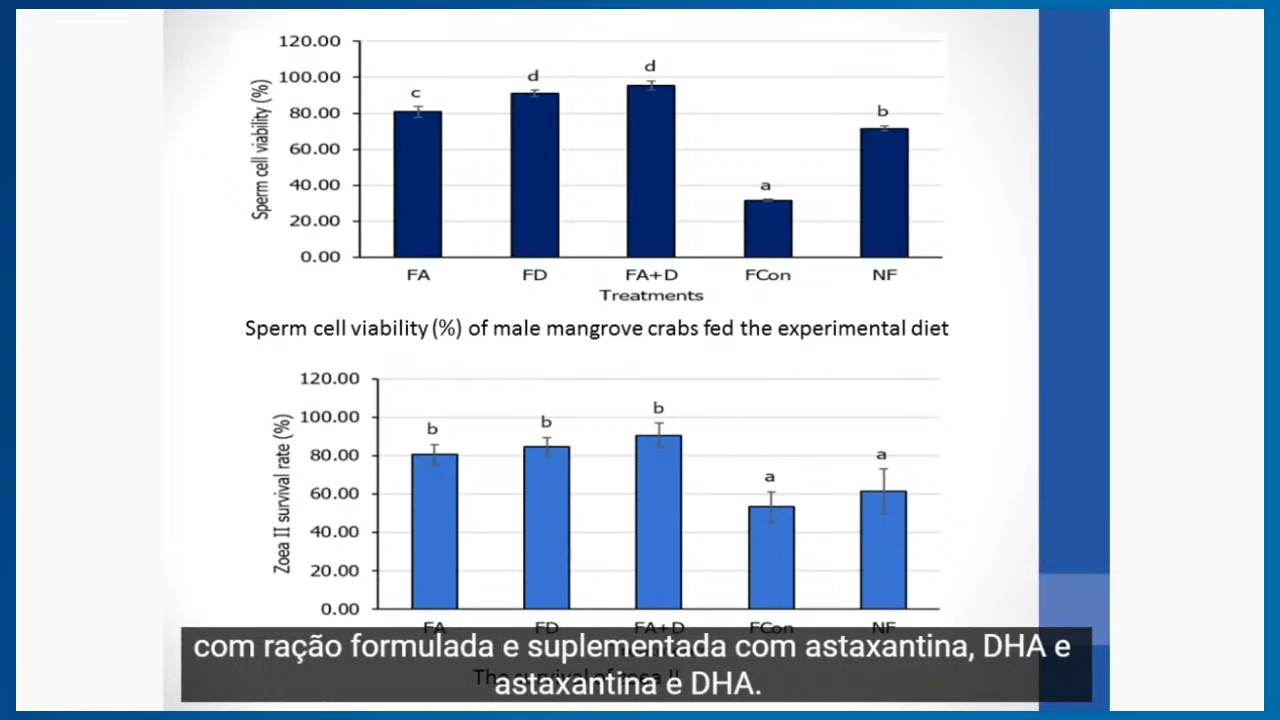 120.00
100.00
80.00
60.00
40.00
20.00
0.00
Sperm cell viability (%)
c
d
d
a
b
FA FD FA+D FCon NF
Treatments
Sperm cell viability (%) of male mangrove crabs fed the experimental diet
120.00
100.00
80.00
60.00
40.00
20.00
0.00
Zoea II survival rate (%)
b
b
b
a
a
FA FD FA+D FCon NF
com ração formulada e suplementada com astaxantina, DHA e
astaxantina e DHA.